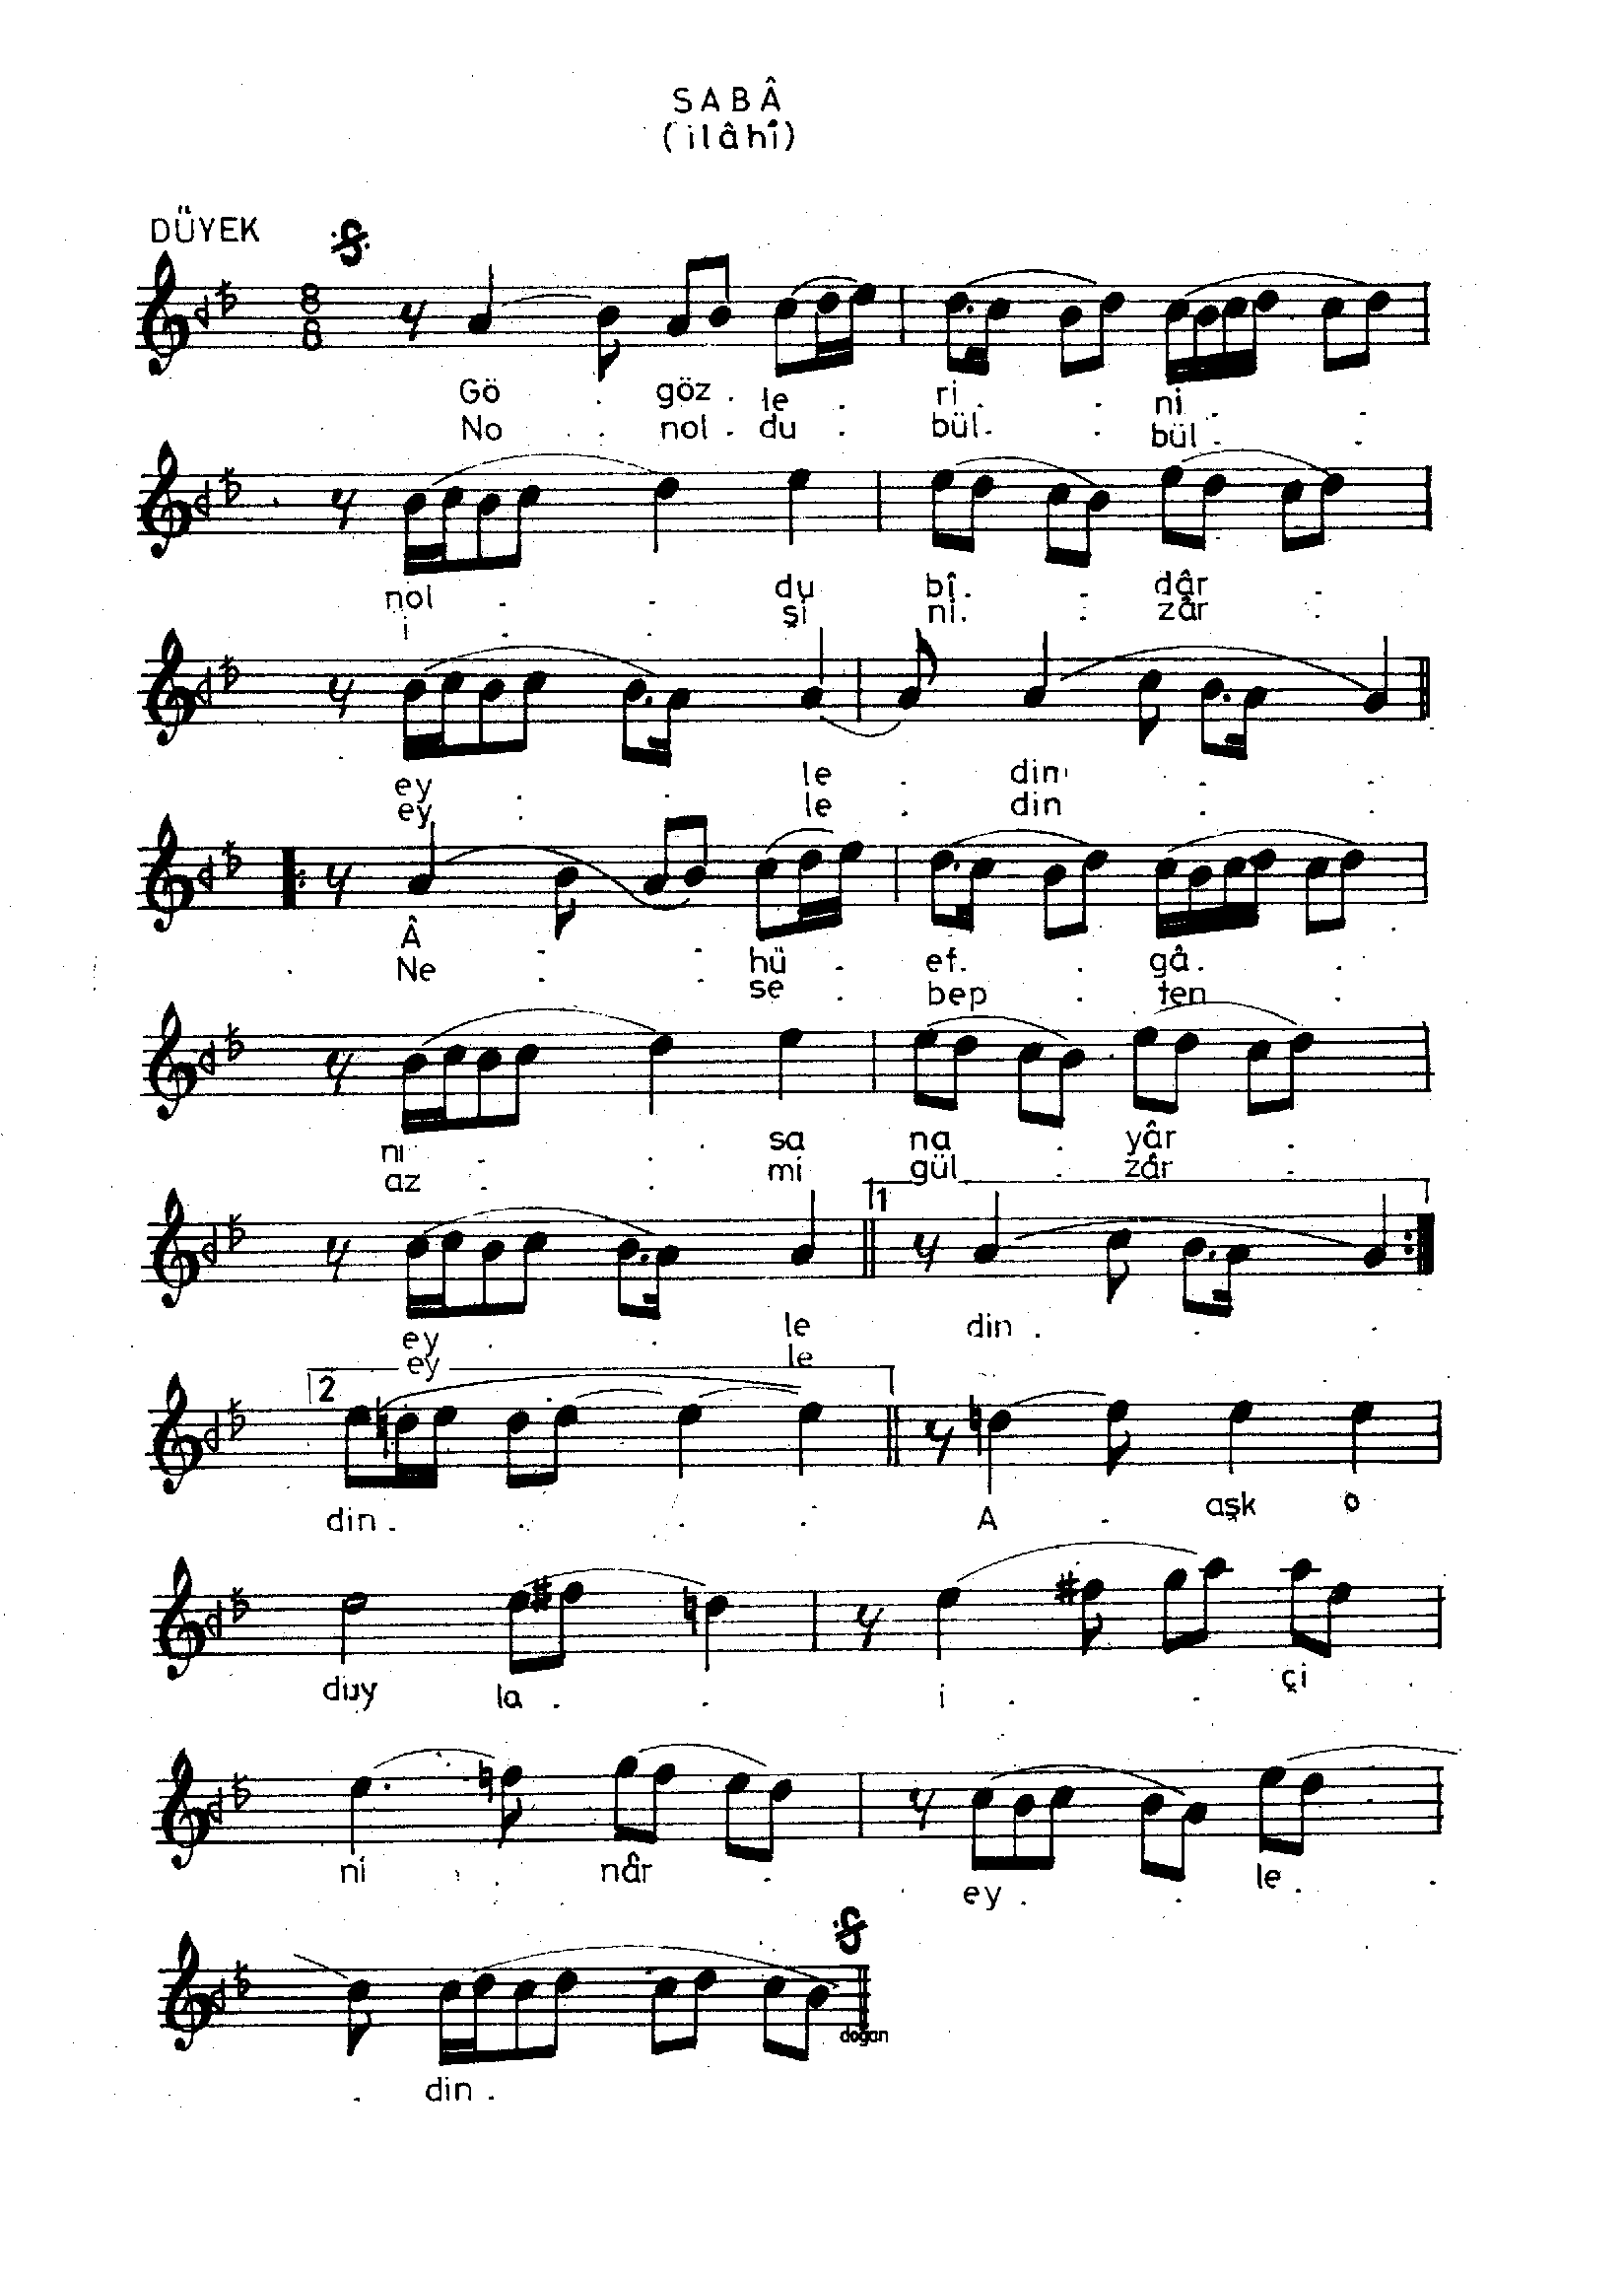 SABÂ
(ilâhî)
DÜYEK
8
8
Gö . göz . le . ri . . ni . .
No . . nol . du . bül . . bül . .
nol . . du bî . . dâr .
i . . şi ni . . zâr .
ey . . le . din . .
ey . le . din . .
Â . . hü . ef . . gâ . .
Ne . . se . bep . ten .
nı . . . sa na . yâr .
az . . mi gül . zâr .
1
ey . . le din . . .
ey le
2
din . . . . A . aşk o
duy la . . i . . çi .
ni . . nâr . . ey . . le . .
. din .
doğan